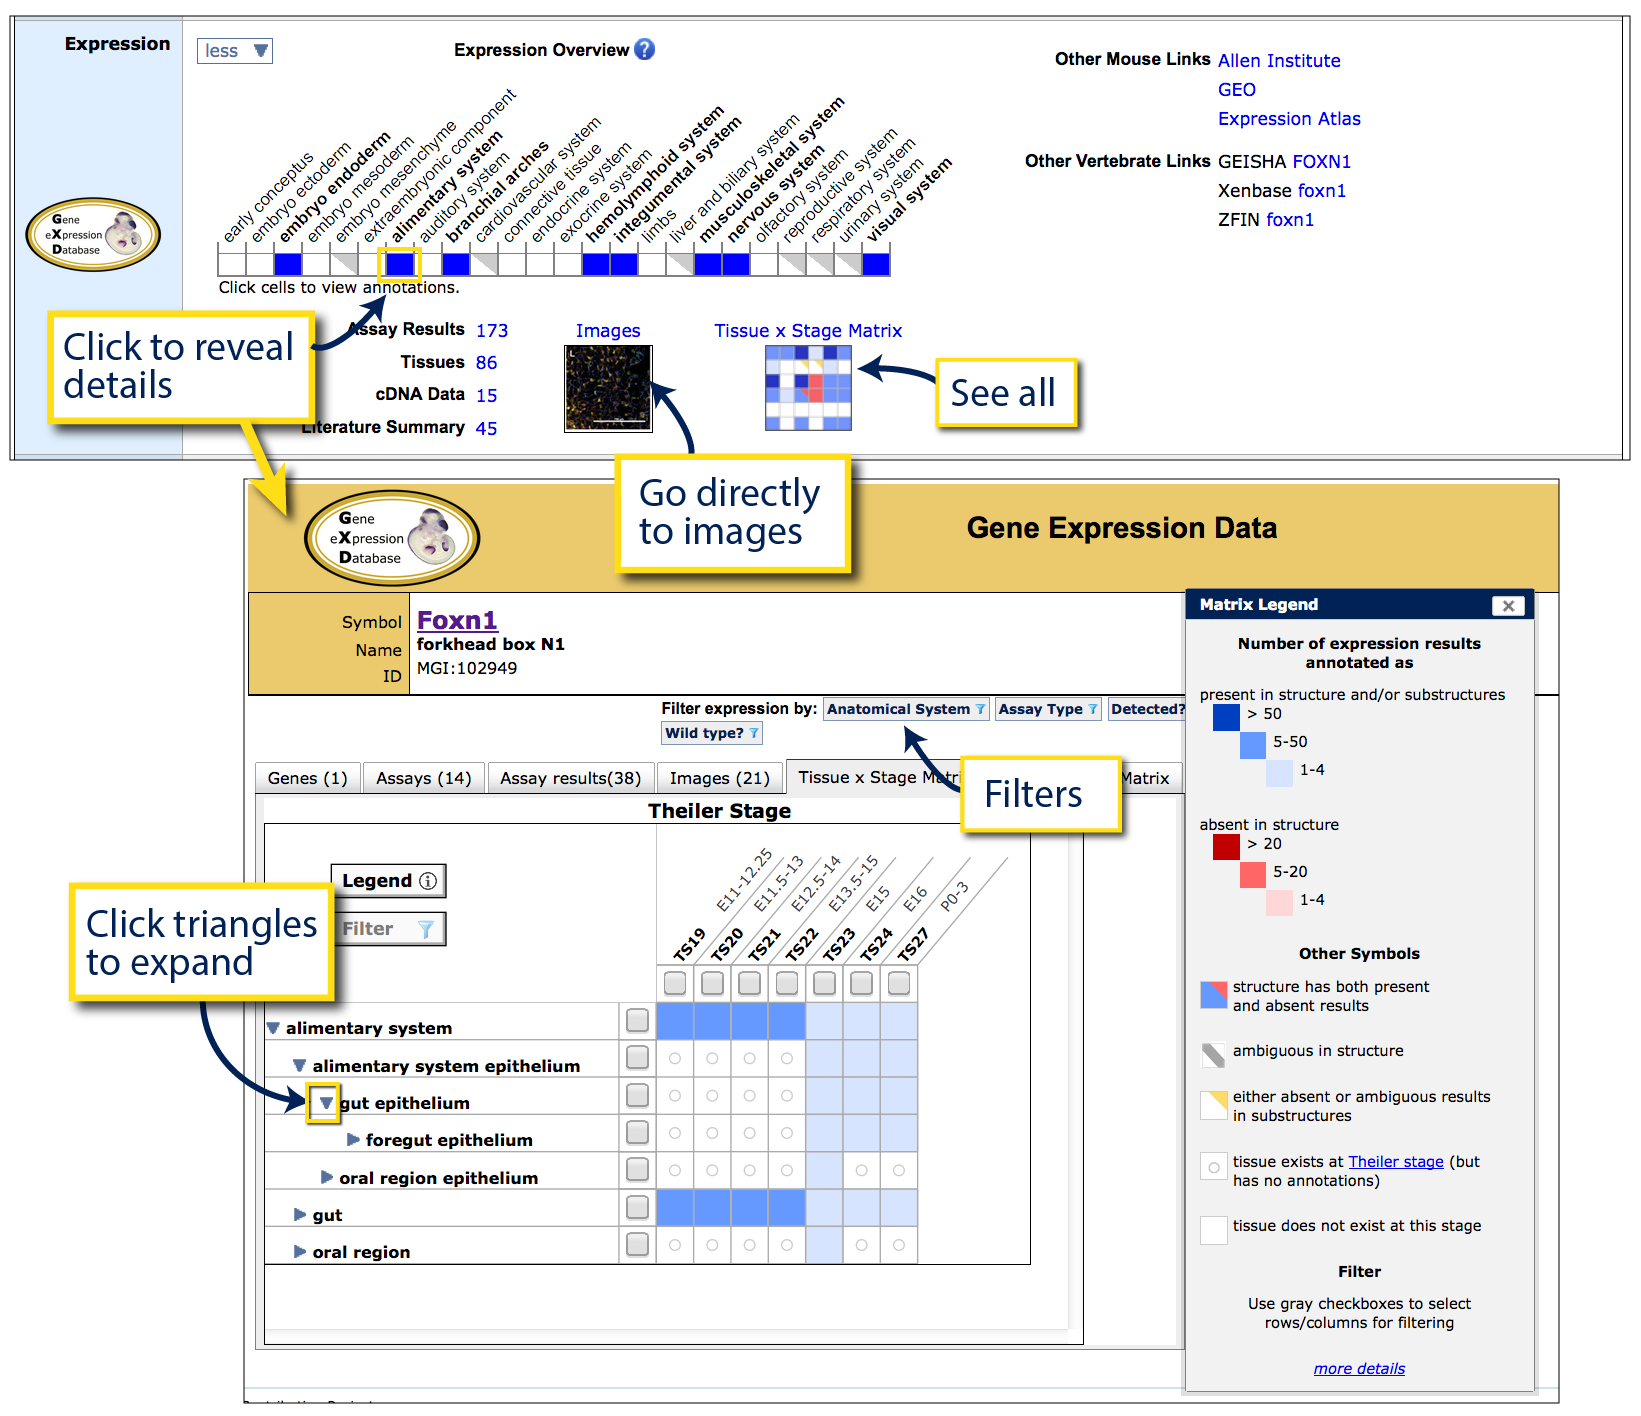 Expression
less
Expression Overview ?
Other Mouse Links Allen Institute
GEO
Expression Atlas
Other Vertebrate Links GEISHA FOXN1
Xenbase foxn1
ZFIN foxn1
Gene
eXpression
Database
early conceptus
embryo ectoderm
embryo endoderm
embryo mesoderm
embryo mesenchyme
extraembryonic component
alimentary system
auditory system
branchial arches
cardiovascular system
connective tissue
endocrine system
exocrine system
hemolymphoid system
integumental system
limbs
liver and biliary system
musculoskeletal system
nervous system
olfactory system
reproductive system
respiratory system
urinary system
visual system
Click cells to view annotations.
Click to reveal
details
Assay Results 173
Tissues 86
cDNA Data 15
Literature Summary 45
Images
Tissue x Stage Matrix
See all
Go directly
to images
Gene
eXpression
Database
Gene Expression Data
Symbol Foxn1
Name forkhead box N1
ID MGI:102949
Filter expression by: Anatomical System Assay Type Detected?
Wild type?
Filters
Genes (1)
Assays (14)
Assay results(38)
Images (21)
Tissue x Stage Matri
Matrix
Theiler Stage
Legend
Filter
Click triangles
to expand
E11-12.25
E11.5-13
E12.5-14
E13.5-15
E15
E16
P0-3
TS19
TS20
TS21
TS22
TS23
TS24
TS27
alimentary system
alimentary system epithelium
gut epithelium
foregut epithelium
oral region epithelium
gut
oral region
Matrix Legend
Number of expression results
annotated as
present in structure and/or substructures
> 50
5-50
1-4
absent in structure
> 20
5-20
1-4
Other Symbols
structure has both present
and absent results
ambiguous in structure
either absent or ambiguous results
in substructures
tissue exists at Theiler stage (but
has no annotations)
tissue does not exist at this stage
Filter
Use gray checkboxes to select
rows/columns for filtering
more details